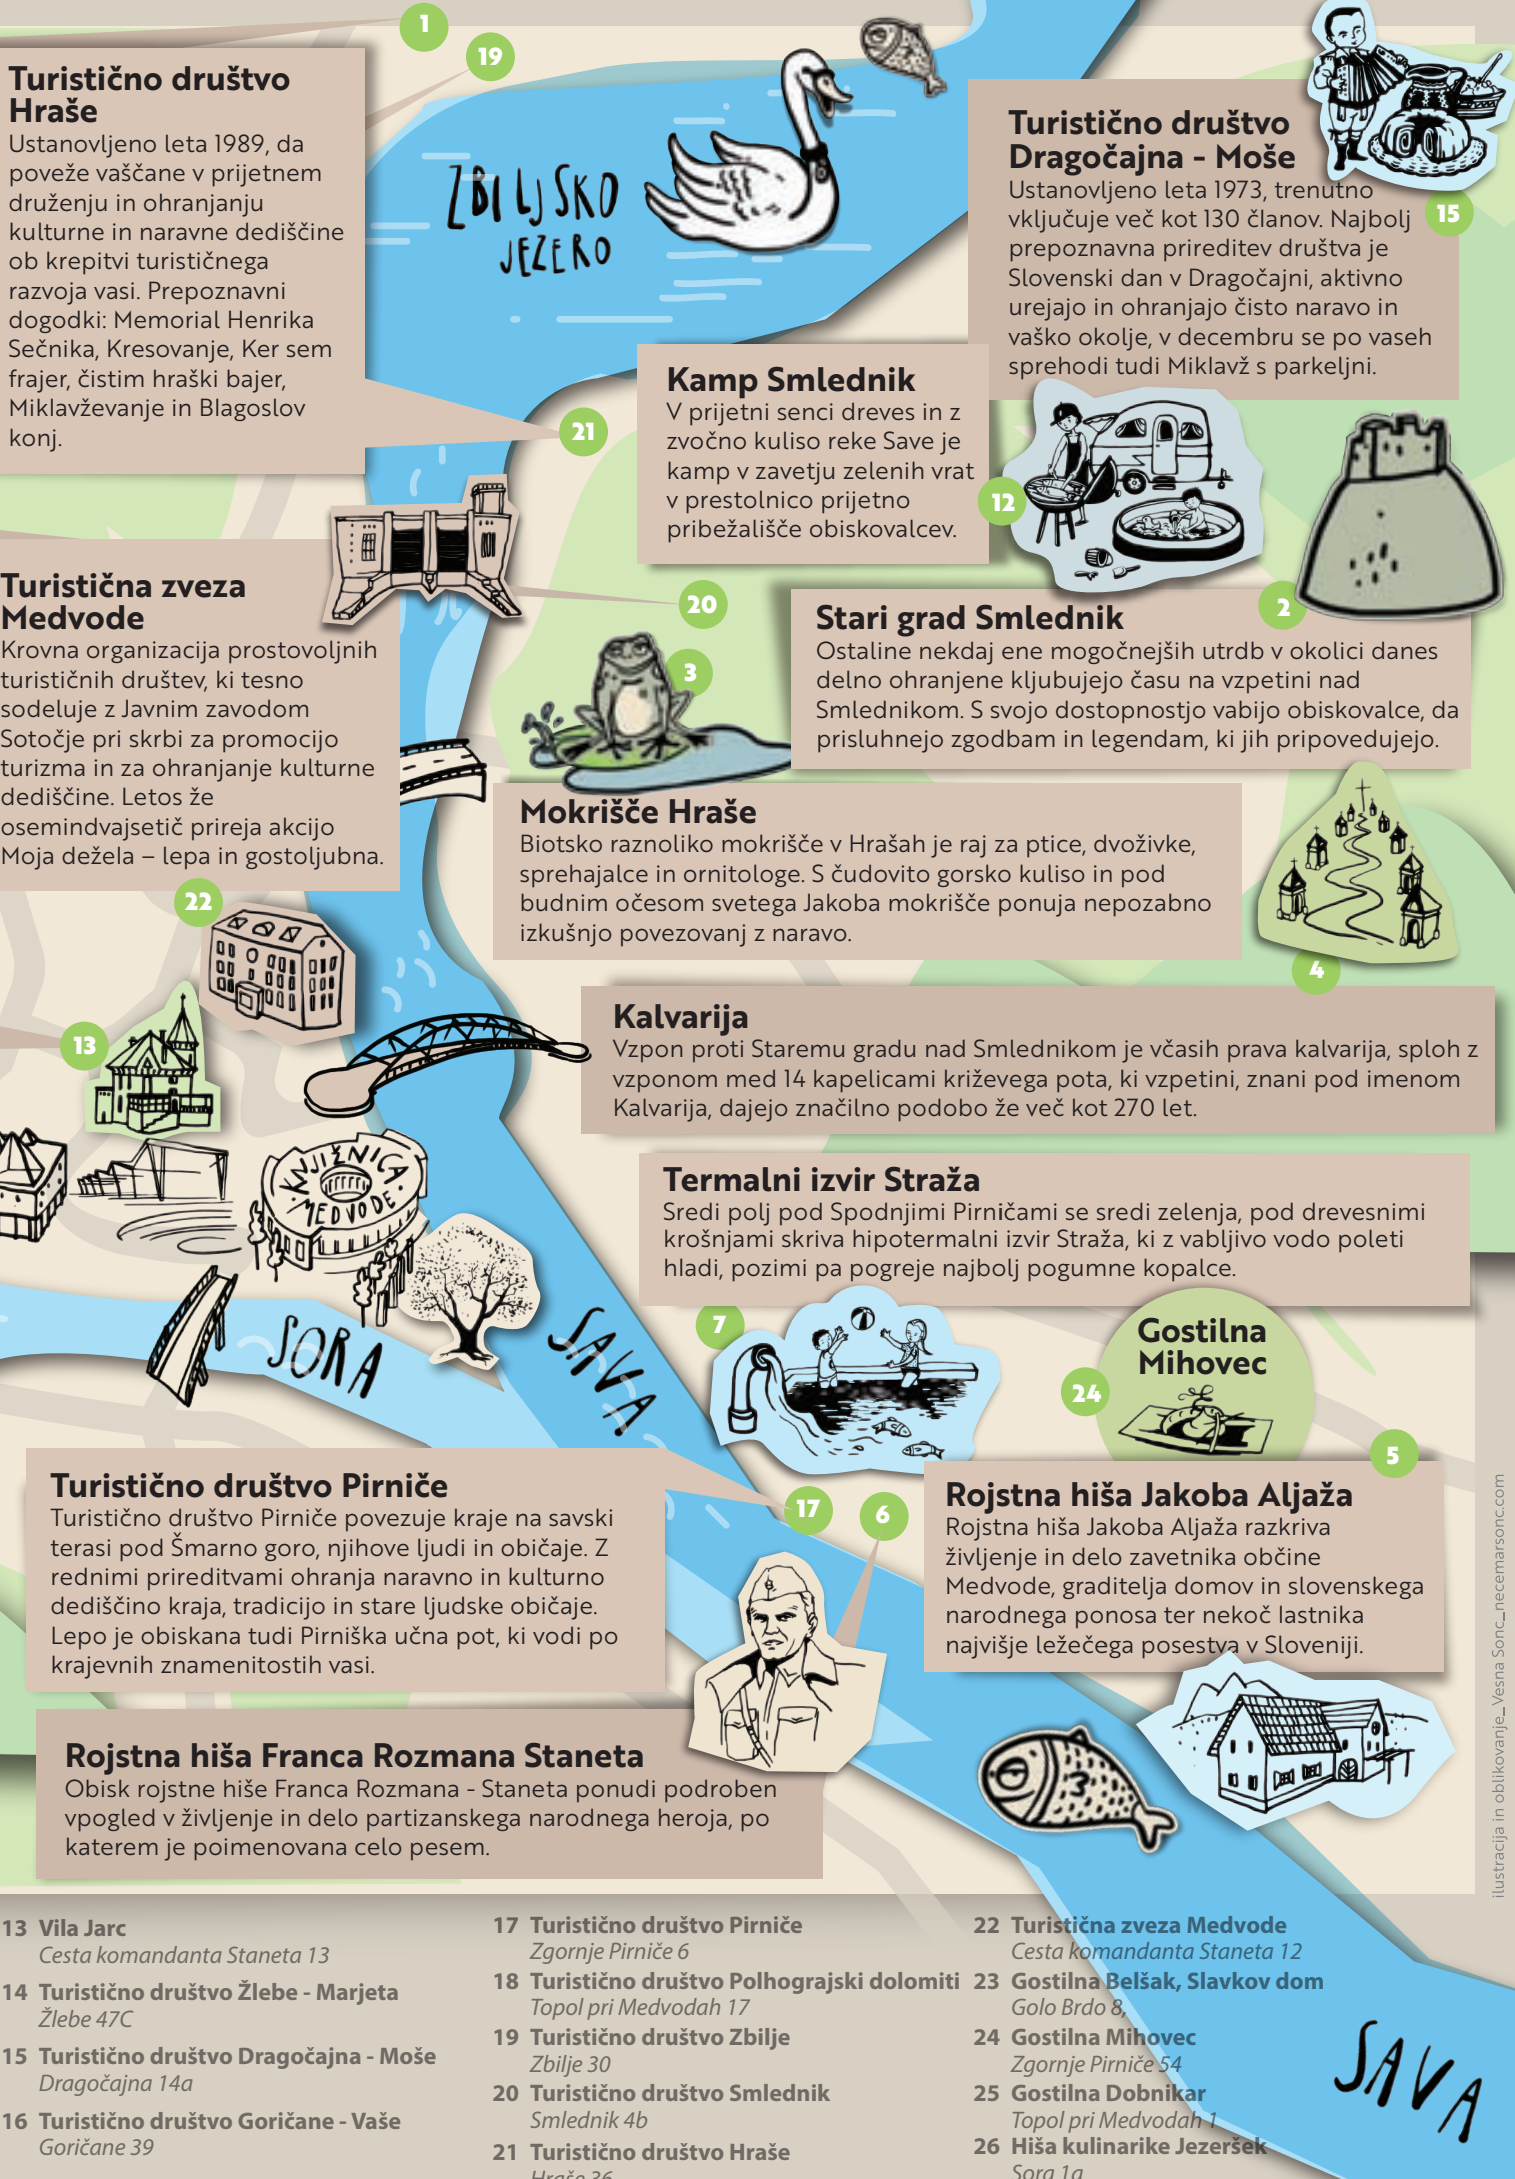 1
19
Turistično društvo
Hraše
Ustanovljeno leta 1989, da
poveže vaščane v prijetnem
druženju in ohranjanju
kulturne in naravne dediščine
ob krepitvi turističnega
razvoja vasi. Prepoznavni
dogodki: Memorial Henrika
Sečnika, Kresovanje, Ker sem
frajer, čistim hraški bajer,
Miklavževanje in Blagoslov
konj.
ZBILJSKO
JEZERO
Turistično društvo
Dragočajna - Moše
Ustanovljeno leta 1973, trenutno
vključuje več kot 130 članov. Najbolj
prepoznavna prireditev društva je
Slovenski dan v Dragočajni, aktivno
urejajo in ohranjajo čisto naravo in
vaško okolje, v decembru se po vaseh
sprehodi tudi Miklavž s parkeljni.
15
21
Kamp Smlednik
V prijetni senci dreves in z
zvočno kuliso reke Save je
kamp v zavetju zelenih vrat
v prestolnico prijetno
pribežališče obiskovalcev.
12
Turistična zveza
Medvode
Krovna organizacija prostovoljnih
turističnih društev, ki tesno
sodeluje z Javnim zavodom
Sotočje pri skrbi za promocijo
turizma in za ohranjanje kulturne
dediščine. Letos že
osemindvajsetič prireja akcijo
Moja dežela – lepa in gostoljubna.
20
3
2
Stari grad Smlednik
Ostaline nekdaj ene mogočnejših utrdb v okolici danes
delno ohranjene kljubujejo času na vzpetini nad
Smlednikom. S svojo dostopnostjo vabijo obiskovalce, da
prisluhnejo zgodbam in legendam, ki jih pripovedujejo.
Mokrišče Hraše
Biotsko raznoliko mokrišče v Hrašah je raj za ptice, dvoživke,
sprehajalce in ornitologe. S čudovito gorsko kuliso in pod
budnim očesom svetega Jakoba mokrišče ponuja nepozabno
izkušnjo povezovanj z naravo.
22
4
13
Kalvarija
Vzpon proti Staremu gradu nad Smlednikom je včasih prava kalvarija, sploh z
vzponom med 14 kapelicami križevega pota, ki vzpetini, znani pod imenom
Kalvarija, dajejo značilno podobo že več kot 270 let.
KNJIŽNICA
MEDVODE
Termalni izvir Straža
Sredi polj pod Spodnjimi Pirničami se sredi zelenja, pod drevesnimi
krošnjami skriva hipotermalni izvir Straža, ki z vabljivo vodo poleti
hladi, pozimi pa pogreje najbolj pogumne kopalce.
SORA
SAVA
7
Gostilna
Mihovec
24
5
Turistično društvo Pirniče
Turistično društvo Pirniče povezuje kraje na savski
terasi pod Šmarno goro, njihove ljudi in običaje. Z
rednimi prireditvami ohranja naravno in kulturno
dediščino kraja, tradicijo in stare ljudske običaje.
Lepo je obiskana tudi Pirniška učna pot, ki vodi po
krajevnih znamenitostih vasi.
17
6
Rojstna hiša Jakoba Aljaža
Rojstna hiša Jakoba Aljaža razkriva
življenje in delo zavetnika občine
Medvode, graditelja domov in slovenskega
narodnega ponosa ter nekoč lastnika
najvišje ležečega posestva v Sloveniji.
Rojstna hiša Franca Rozmana Staneta
Obisk rojstne hiše Franca Rozmana - Staneta ponudi podroben
vpogled v življenje in delo partizanskega narodnega heroja, po
katerem je poimenovana celo pesem.
ilustracija in oblikovanje_Vesna Sonc_necemarsonc.com
13 Vila Jarc
Cesta komandanta Staneta 13
14 Turistično društvo Žlebe - Marjeta
Žlebe 47C
15 Turistično društvo Dragočajna - Moše
Dragočajna 14a
16 Turistično društvo Goričane - Vaše
Goričane 39
17 Turistično društvo Pirniče
Zgornje Pirniče 6
18 Turistično društvo Polhograjski dolomiti
Topol pri Medvodah 17
19 Turistično društvo Zbilje
Zbilje 30
20 Turistično društvo Smlednik
Smlednik 4b
21 Turistično društvo Hraše
Hraše 36
22 Turistična zveza Medvode
Cesta komandanta Staneta 12
23 Gostilna Belšak, Slavkov dom
Golo Brdo 8,
24 Gostilna Mihovec
Zgornje Pirniče 54
25 Gostilna Dobnikar
Topol pri Medvodah 1
26 Hiša kulinarike Jezeršek
Sora 1a
SAVA